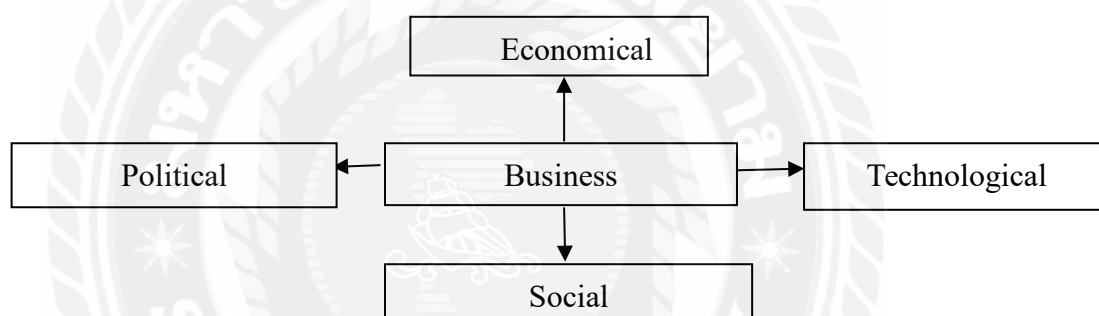 Economical
Political
Business
Technological
Social